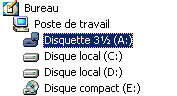 Bureau
Poste de travail
Disquette 3½ (A:)
Disque local (C:)
Disque local (D:)
Disque compact (E:)